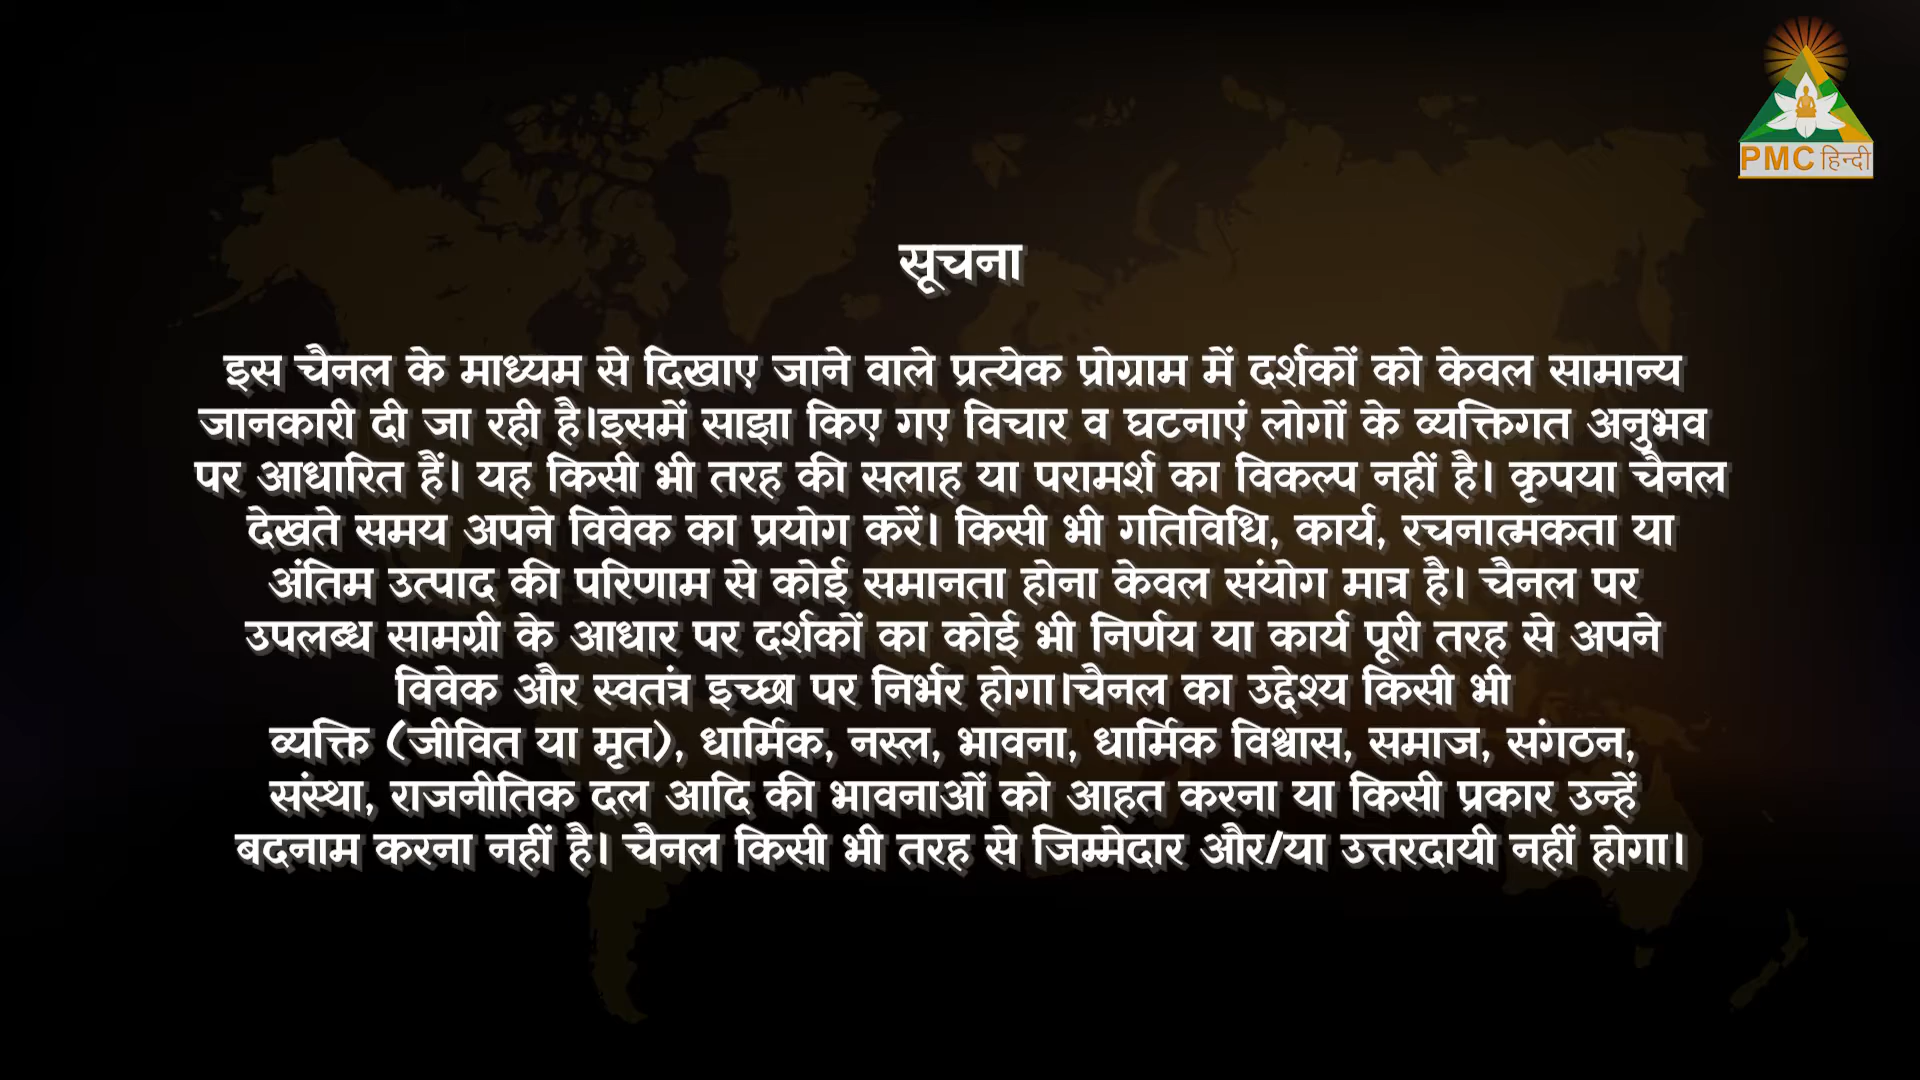 PMC हिन्दी
सूचना
इस चैनल के माध्यम से दिखाए जाने वाले प्रत्येक प्रोग्राम में दर्शकों को केवल सामान्य
जानकारी दी जा रही है।इसमें साझा किए गए विचार व घटनाएं लोगों के व्यक्तिगत अनुभव
पर आधारित हैं। यह किसी भी तरह की सलाह या परामर्श का विकल्प नहीं है। कृपया चैनल
देखते समय अपने विवेक का प्रयोग करें। किसी भी गतिविधि, कार्य, रचनात्मकता या
अंतिम उत्पाद की परिणाम से कोई समानता होना केवल संयोग मात्र है। चैनल पर
उपलब्ध सामग्री के आधार पर दर्शकों का कोई भी निर्णय या कार्य पूरी तरह से अपने
विवेक और स्वतंत्र इच्छा पर निर्भर होगा।चैनल का उद्देश्य किसी भी
व्यक्ति (जीवित या मृत), धार्मिक, नस्ल, भावना, धार्मिक विश्वास, समाज, संगठन,
संस्था, राजनीतिक दल आदि की भावनाओं को आहत करना या किसी प्रकार उन्हें
बदनाम करना नहीं है। चैनल किसी भी तरह से जिम्मेदार और/या उत्तरदायी नहीं होगा।